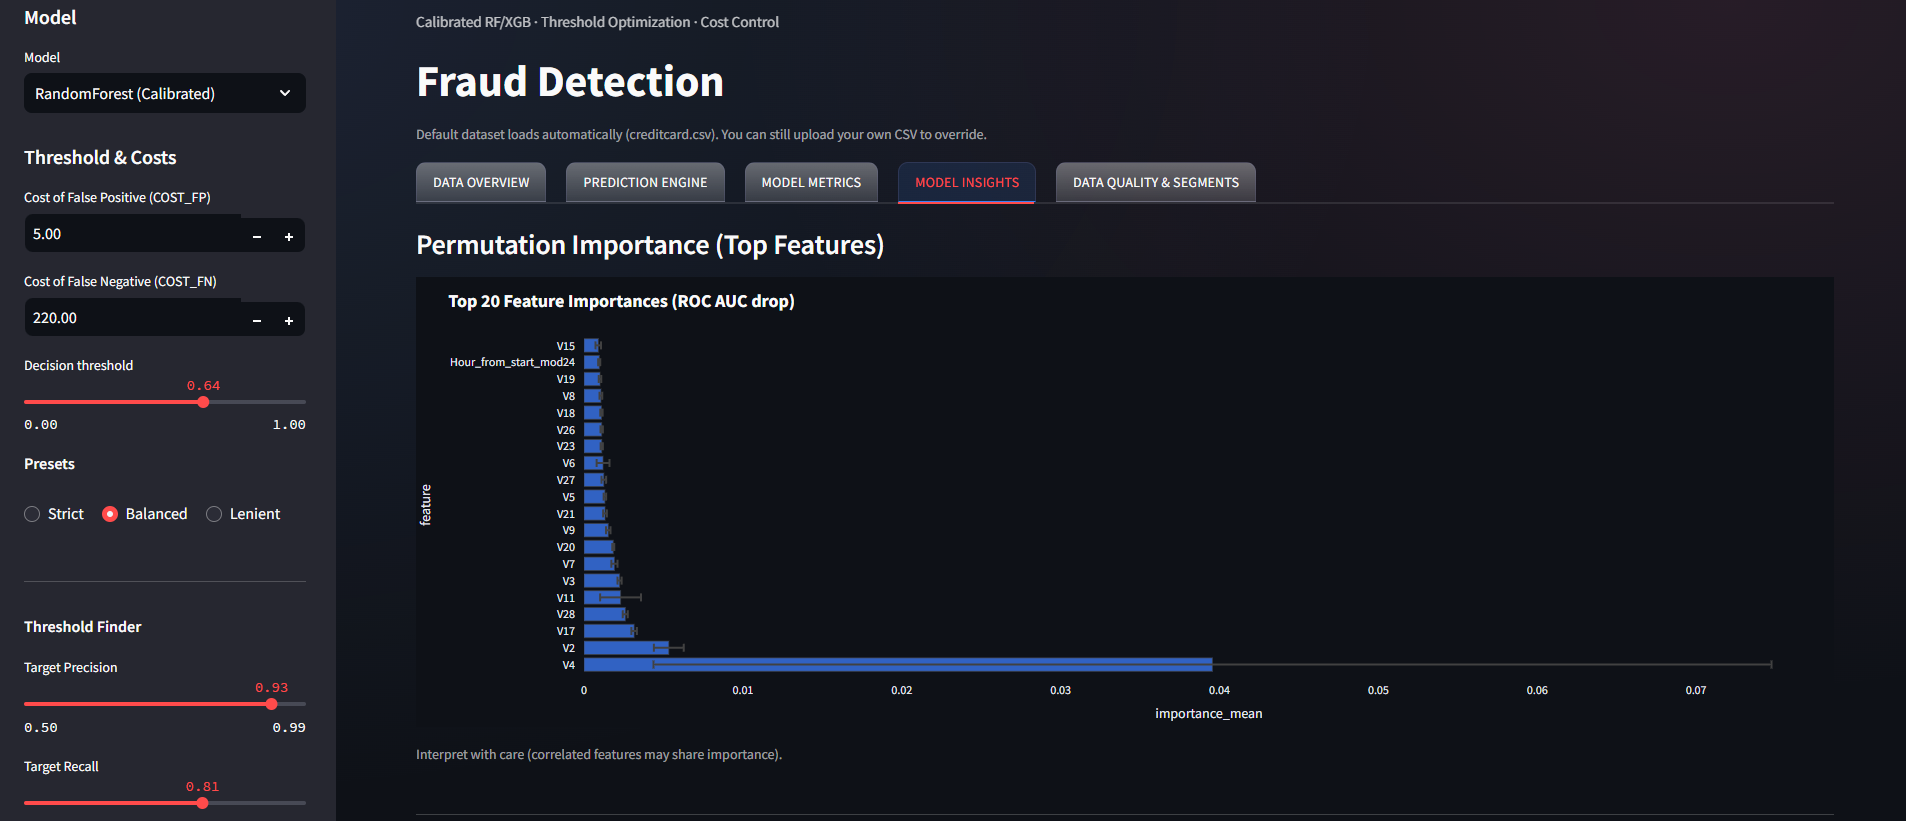 Model
Model
RandomForest (Calibrated)
Threshold & Costs
Cost of False Positive (COST_FP)
5.00
− +
Cost of False Negative (COST_FN)
220.00
− +
Decision threshold
0.64
0.00 1.00
Presets
Strict Balanced Lenient
Threshold Finder
Target Precision
0.93
0.50 0.99
Target Recall
0.81
Calibrated RF/XGB · Threshold Optimization · Cost Control
Fraud Detection
Default dataset loads automatically (creditcard.csv). You can still upload your own CSV to override.
DATA OVERVIEW PREDICTION ENGINE MODEL METRICS MODEL INSIGHTS DATA QUALITY & SEGMENTS
Permutation Importance (Top Features)
Top 20 Feature Importances (ROC AUC drop)
feature
V15
Hour_from_start_mod24
V19
V8
V18
V26
V23
V6
V27
V5
V21
V9
V20
V7
V3
V11
V28
V17
V2
V4
0 0.01 0.02 0.03 0.04 0.05 0.06 0.07
importance_mean
Interpret with care (correlated features may share importance).